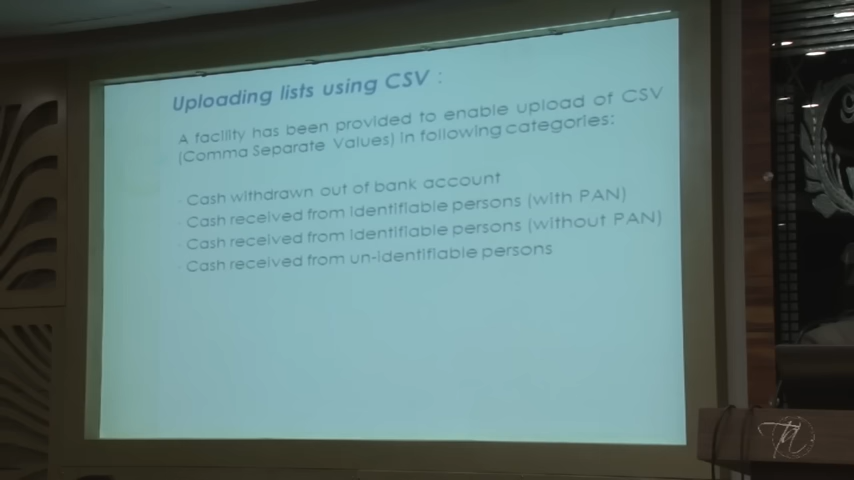 Uploading lists using CSV :
A facility has been provided to enable upload of CSV
(Comma Separate Values) in following categories:
· Cash withdrawn out of bank account
· Cash received from identifiable persons (with PAN)
· Cash received from identifiable persons (without PAN)
· Cash received from un-identifiable persons